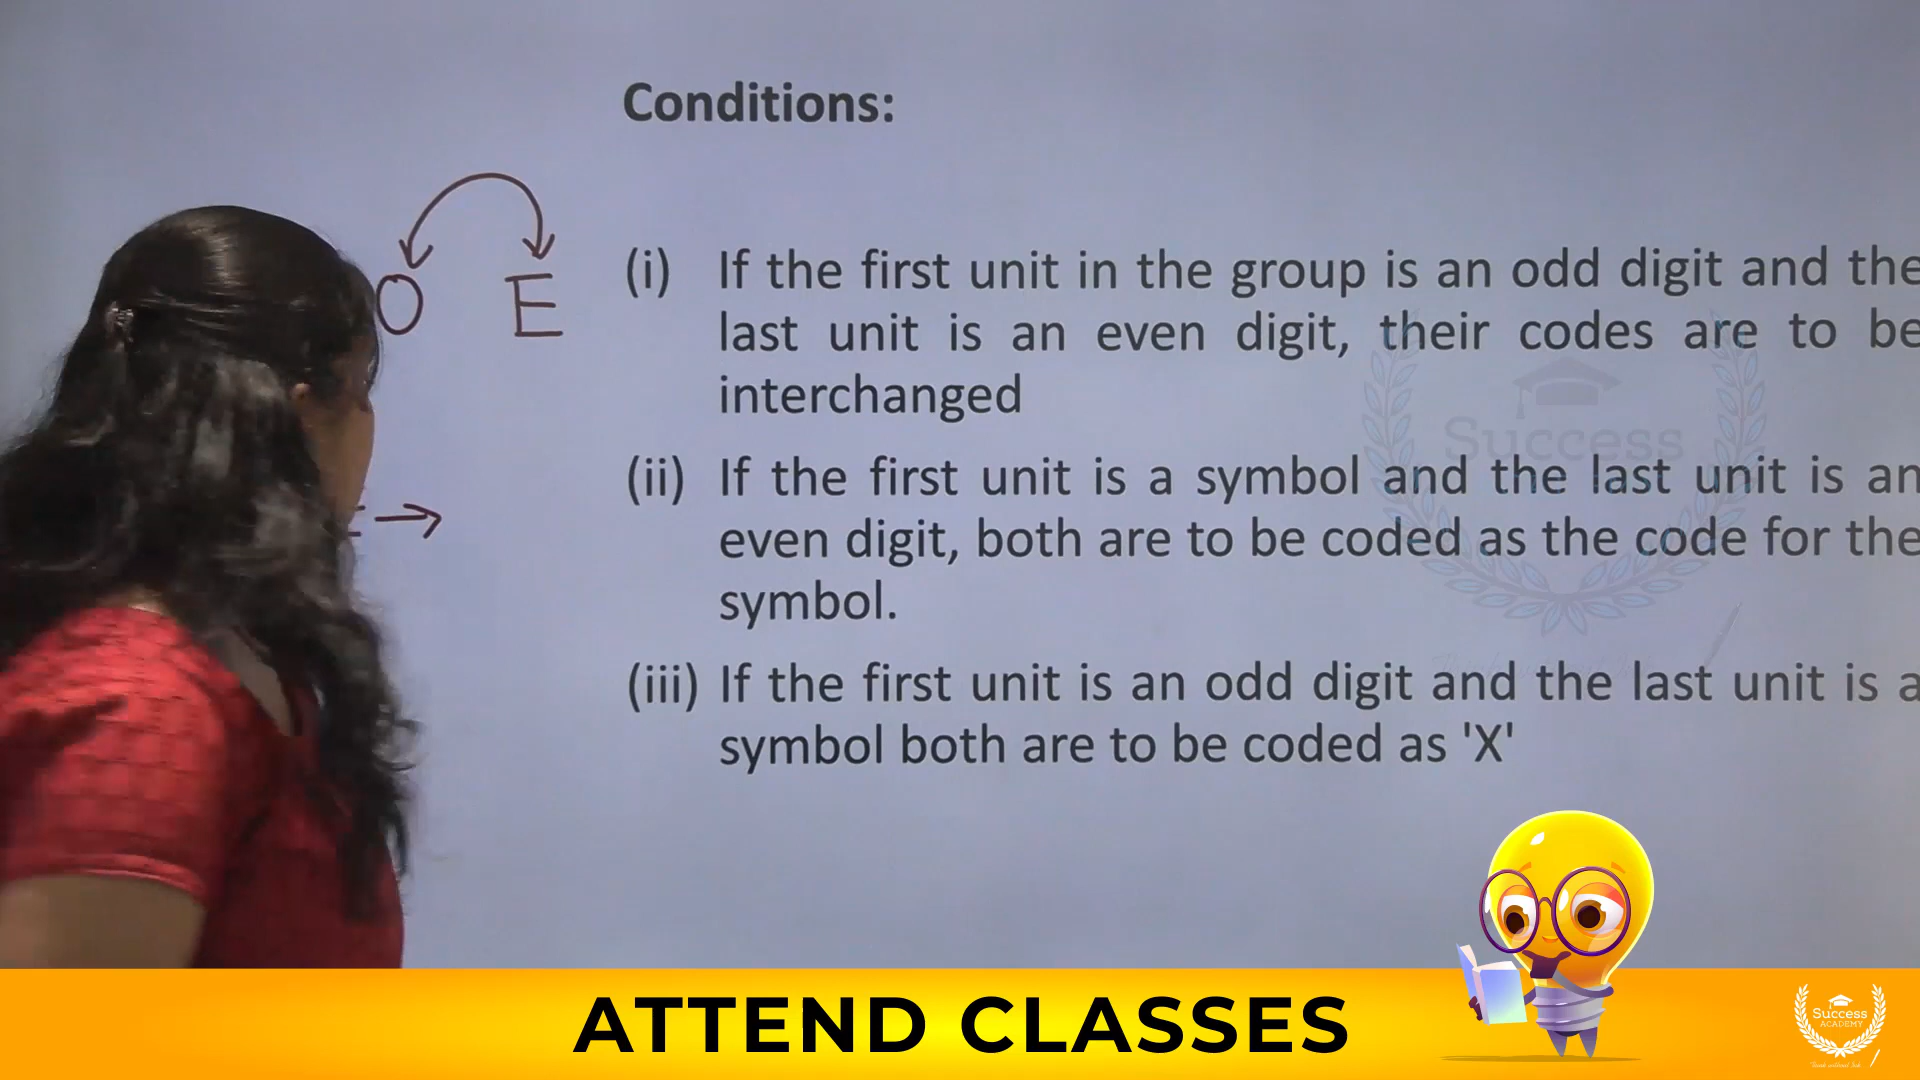 Conditions:
O E
(i) If the first unit in the group is an odd digit and the
last unit is an even digit, their codes are to be
interchanged
(ii) If the first unit is a symbol and the last unit is an
even digit, both are to be coded as the code for the
symbol.
(iii) If the first unit is an odd digit and the last unit is a
symbol both are to be coded as 'X'
Success
ATTEND CLASSES
Success
ACADEMY